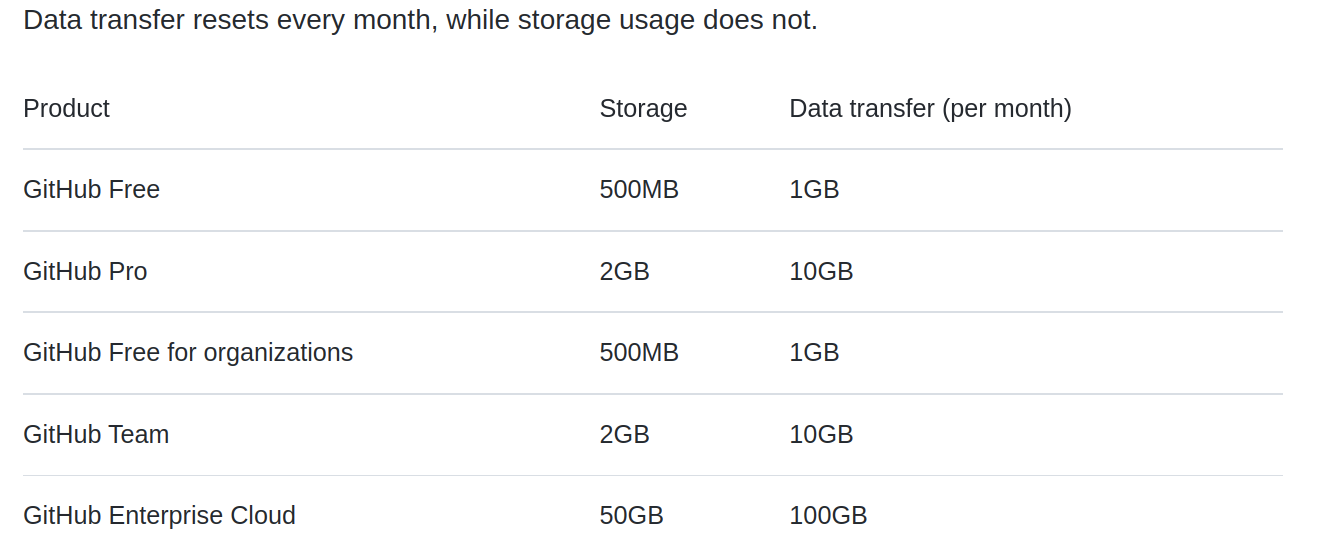 Data transfer resets every month, while storage usage does not.
Product Storage Data transfer (per month)
GitHub Free 500MB 1GB
GitHub Pro 2GB 10GB
GitHub Free for organizations 500MB 1GB
GitHub Team 2GB 10GB
GitHub Enterprise Cloud 50GB 100GB